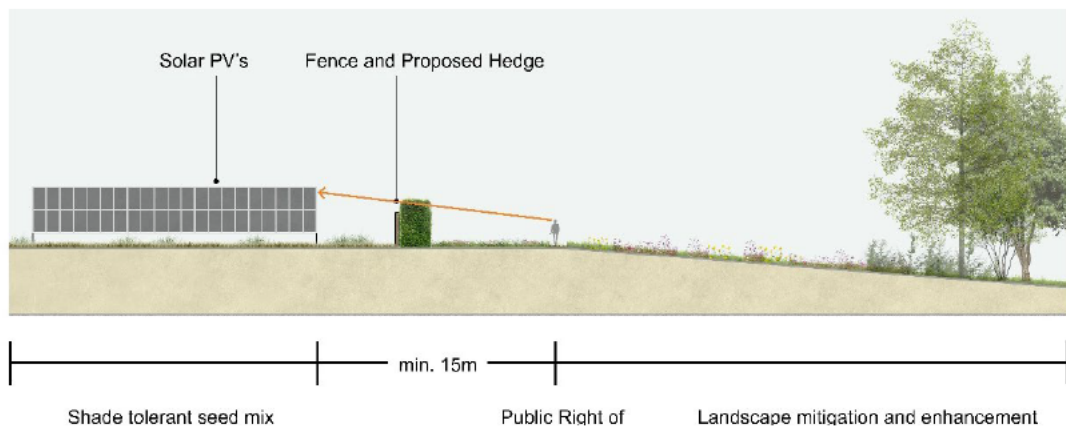 Solar PV's
Fence and Proposed Hedge
min. 15m
Shade tolerant seed mix
Public Right of
Landscape mitigation and enhancement